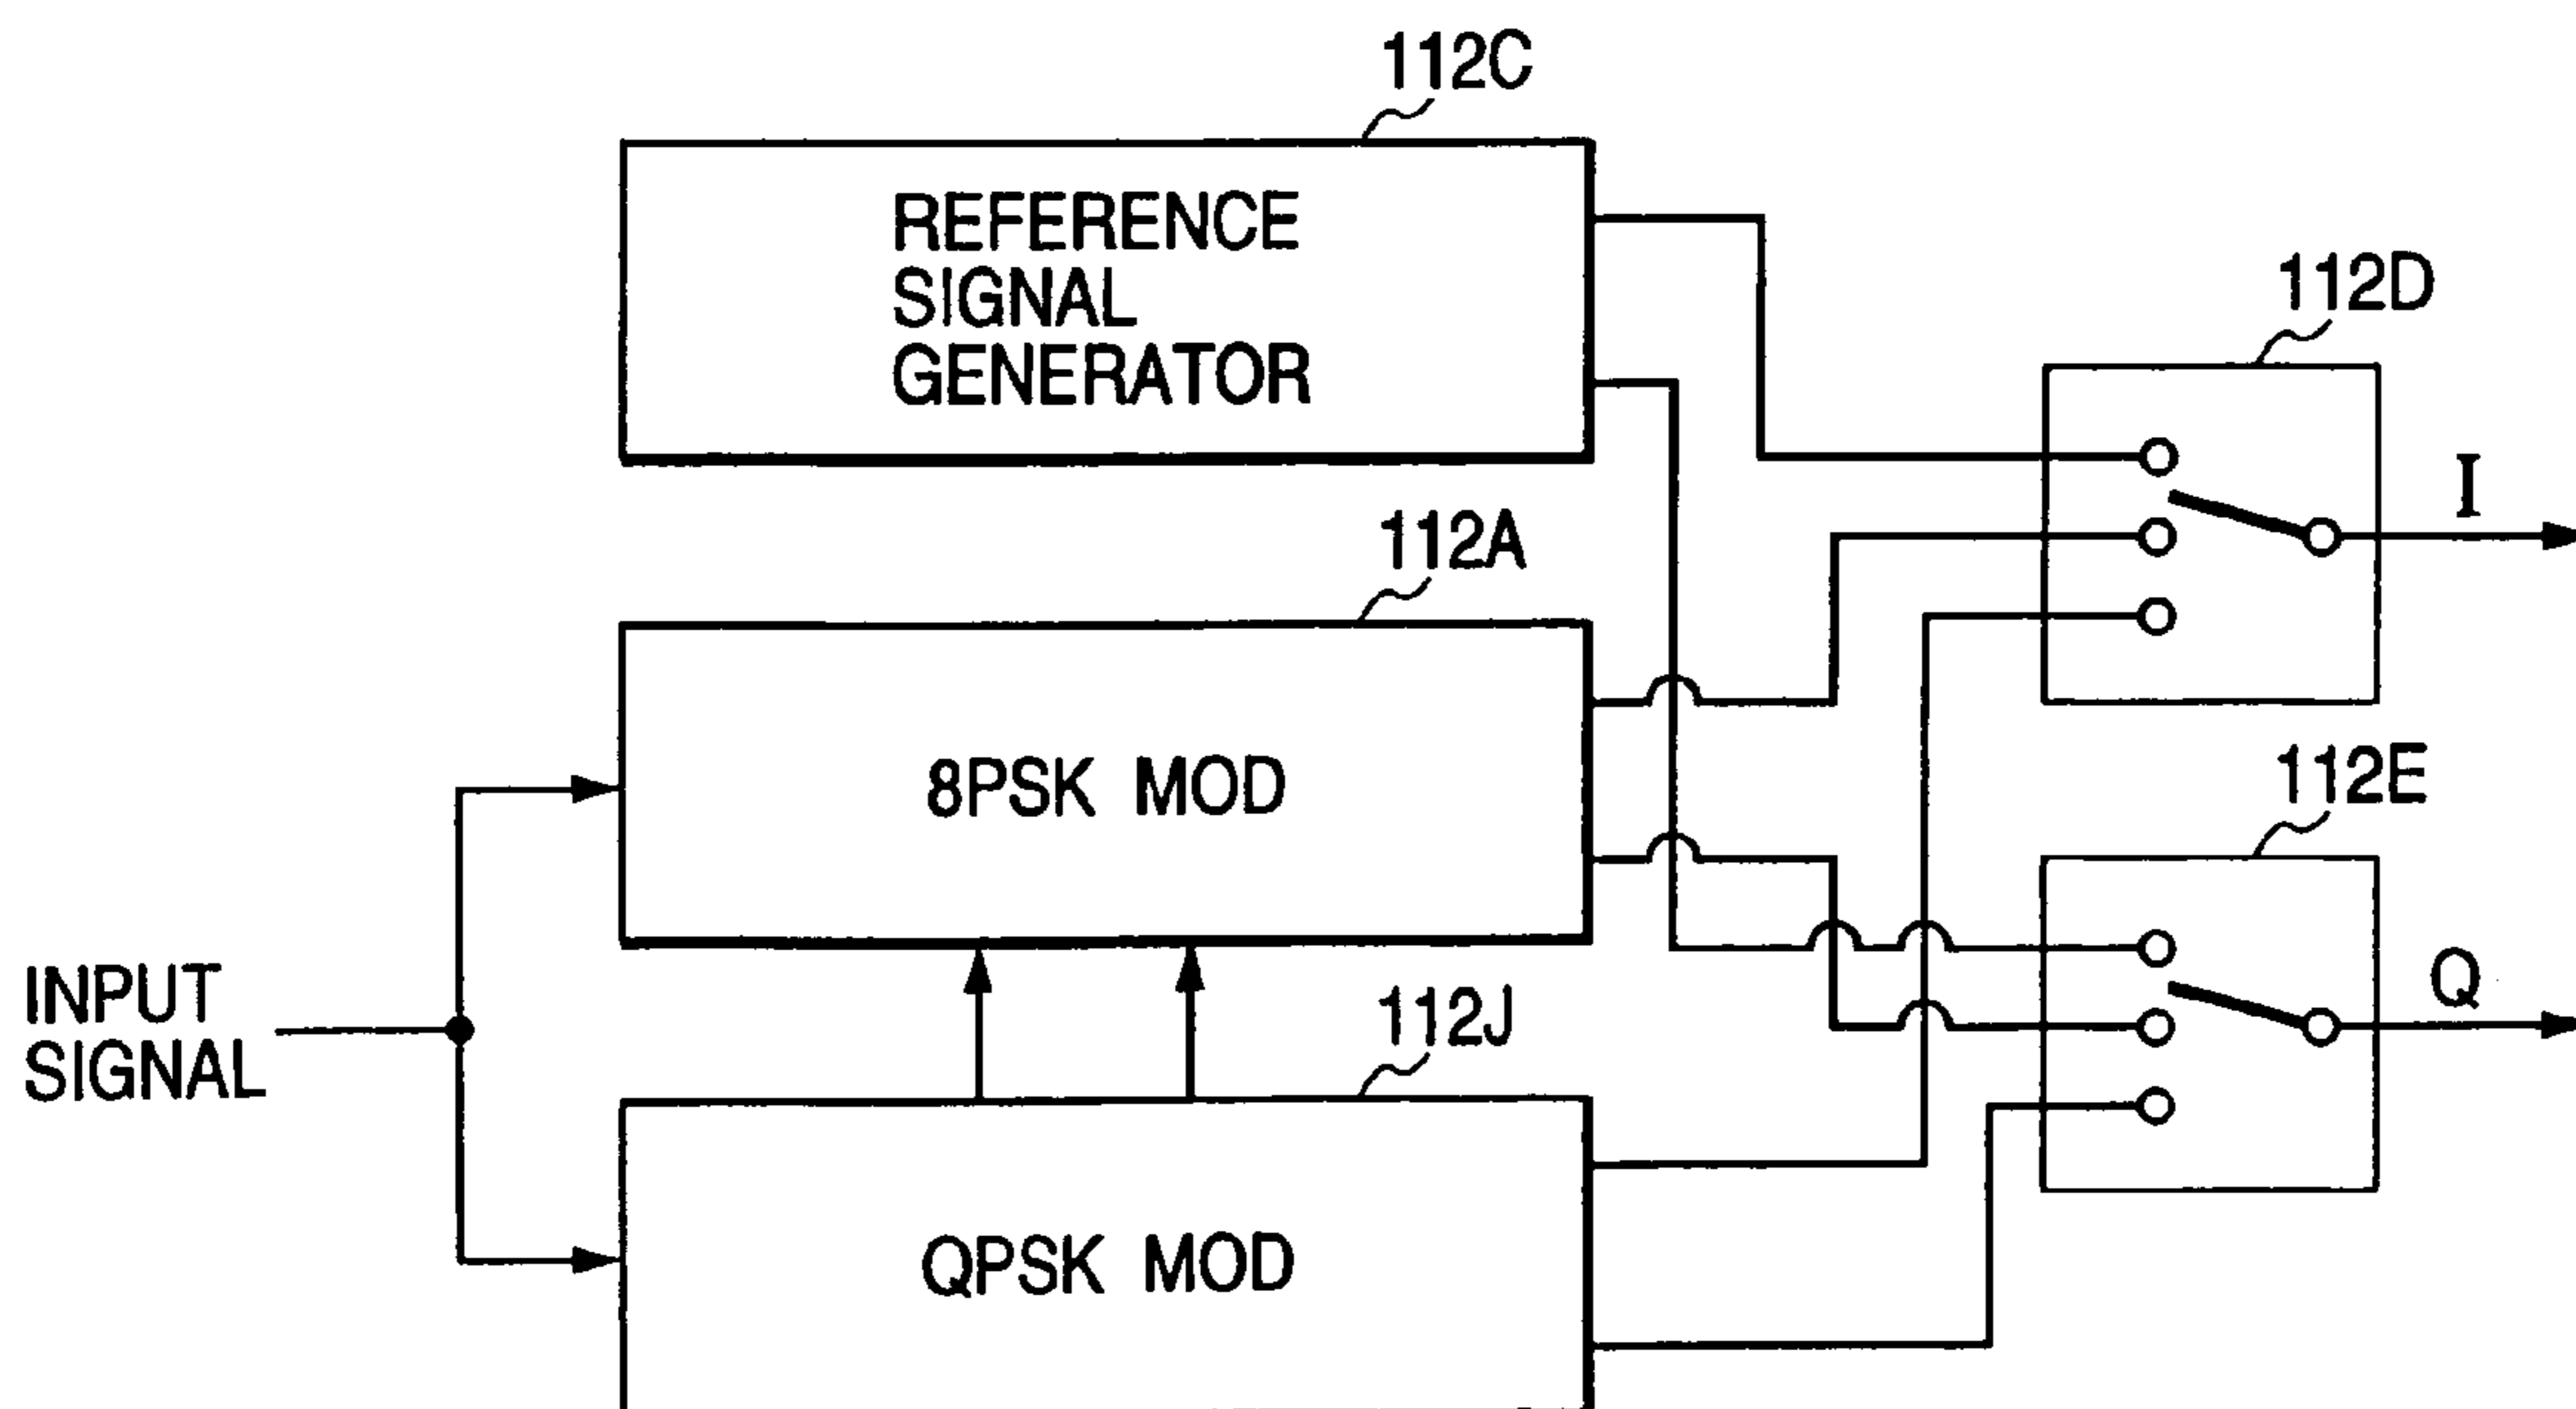 112C
REFERENCE
SIGNAL
GENERATOR
112D
I
112A
8PSK MOD
112E
Q
INPUT
SIGNAL
112J
QPSK MOD